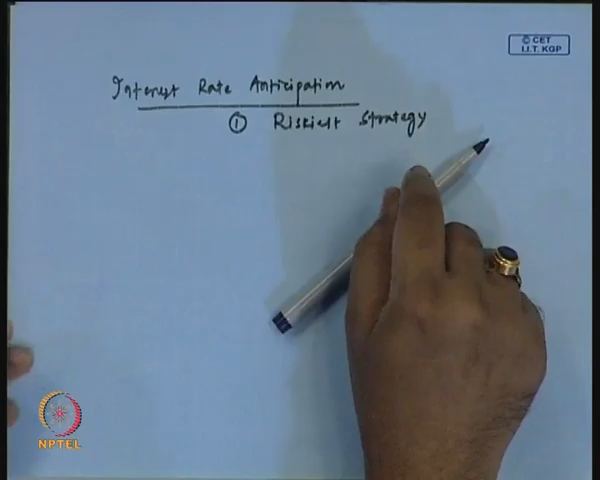 © CET
I.I.T. KGP
Interest Rate Anticipation
① Riskiest Strategy
NPTEL